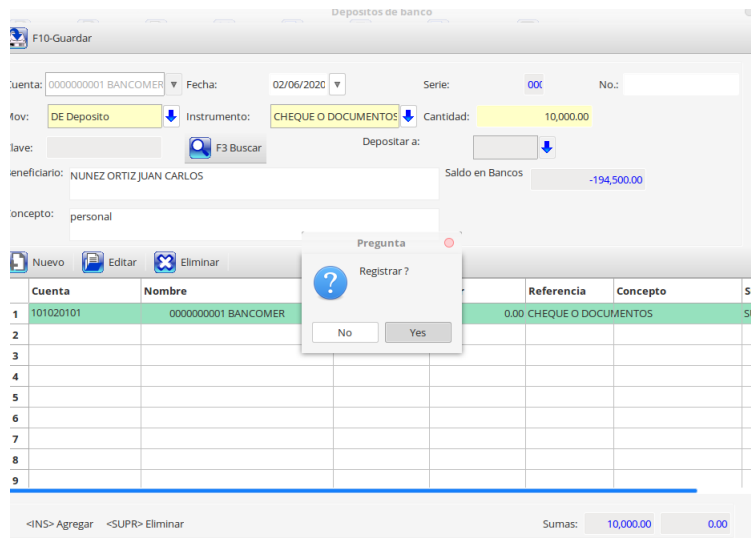 Depositos de banco
F10-Guardar
Cuenta: 0000000001 BANCOMER Fecha: 02/06/2020 Serie: 000 No.:
Mov: DE Deposito Instrumento: CHEQUE O DOCUMENTOS Cantidad: 10,000.00
Clave: F3 Buscar Depositar a:
Beneficiario: NUNEZ ORTIZ JUAN CARLOS Saldo en Bancos -194,500.00
Concepto: personal
Pregunta
Registrar ?
No Yes
Nuevo Editar Eliminar
Cuenta Nombre Referencia Concepto
1 101020101 0000000001 BANCOMER 0.00 CHEQUE O DOCUMENTOS
2
3
4
5
6
7
8
9
<INS> Agregar <SUPR> Eliminar Sumas: 10,000.00 0.00